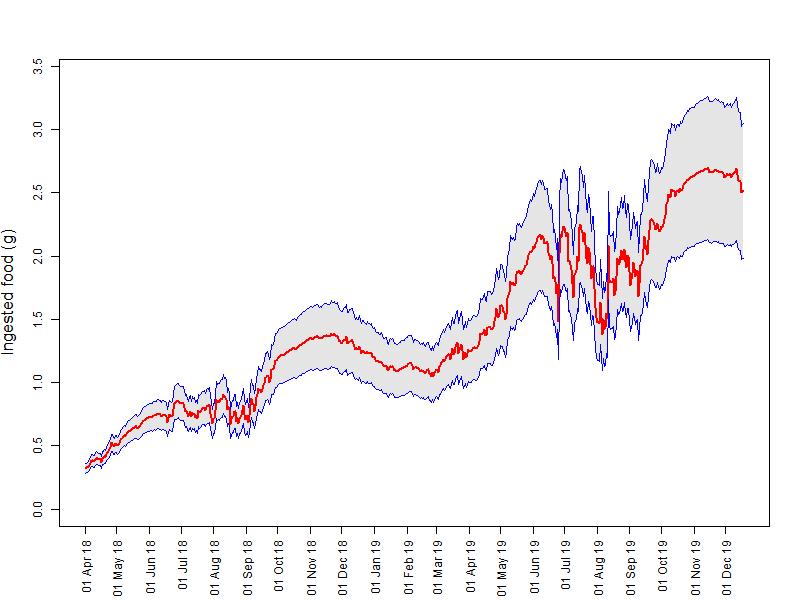 Ingested food (g)
3.5
3.0
2.5
2.0
1.5
1.0
0.5
0.0
01 Apr 18
01 May 18
01 Jun 18
01 Jul 18
01 Aug 18
01 Sep 18
01 Oct 18
01 Nov 18
01 Dec 18
01 Jan 19
01 Feb 19
01 Mar 19
01 Apr 19
01 May 19
01 Jun 19
01 Jul 19
01 Aug 19
01 Sep 19
01 Oct 19
01 Nov 19
01 Dec 19